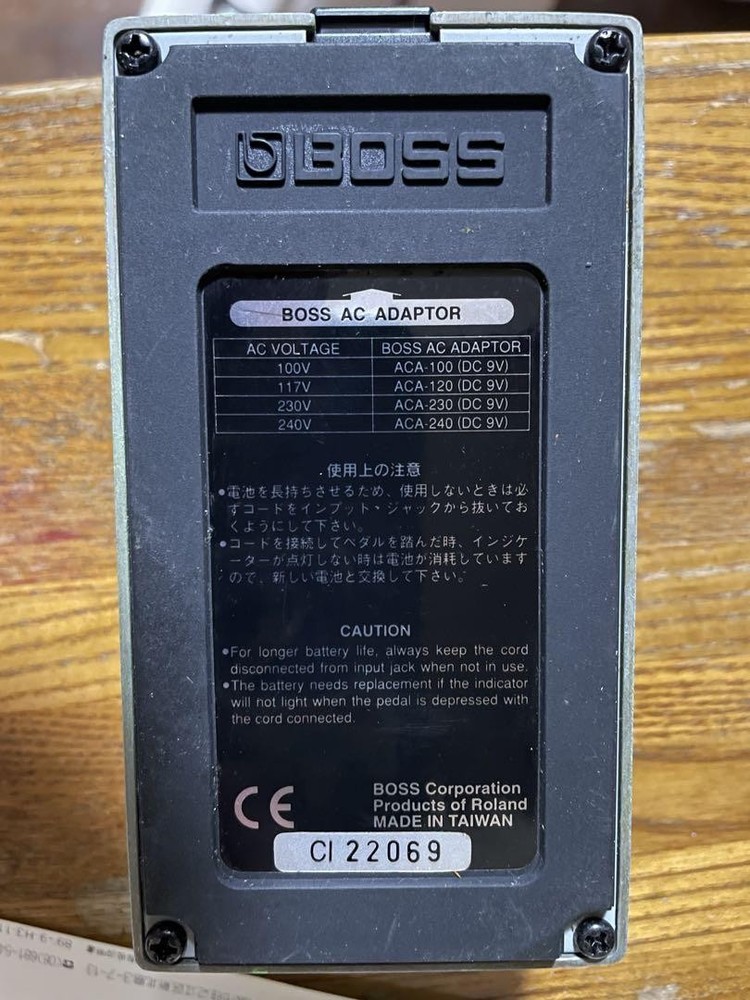 BOSS
BOSS AC ADAPTOR
AC VOLTAGE BOSS AC ADAPTOR
100V ACA-100 (DC 9V)
117V ACA-120 (DC 9V)
230V ACA-230 (DC 9V)
240V ACA-240 (DC 9V)
使用上の注意
●電池を長持ちさせるため、使用しないときは必
ずコードをインプット・ジャックから抜いてお
くようにして下さい。
●コードを接続してペダルを踏んだ時、インジケ
ーターが点灯しない時は電池が消耗しています
ので、新しい電池と交換して下さい。
CAUTION
●For longer battery life, always keep the cord
disconnected from input jack when not in use.
●The battery needs replacement if the indicator
will not light when the pedal is depressed with
the cord connected.
CE
BOSS Corporation
Products of Roland
MADE IN TAIWAN
CI 22069